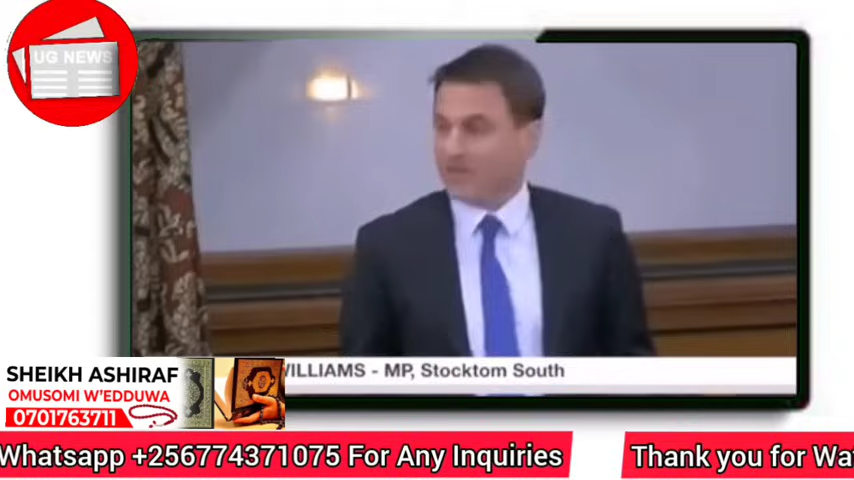 UG NEWS
WILLIAMS - MP, Stocktom South
SHEIKH ASHIRAF
OMUSOMI W'EDDUWA
0701763711
Whatsapp +256774371075 For Any Inquiries
Thank you for Wat